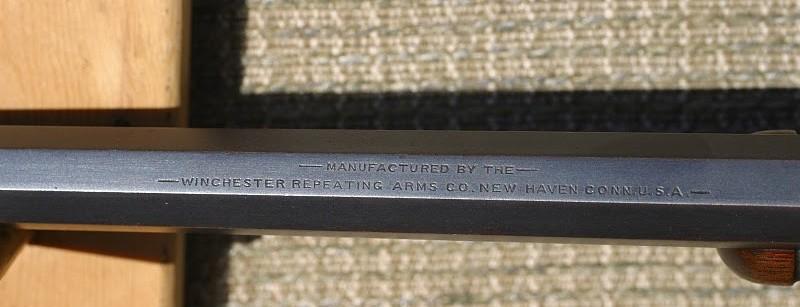 —MANUFACTURED BY THE—
—WINCHESTER REPEATING ARMS CO. NEW HAVEN CONN. U.S.A.—